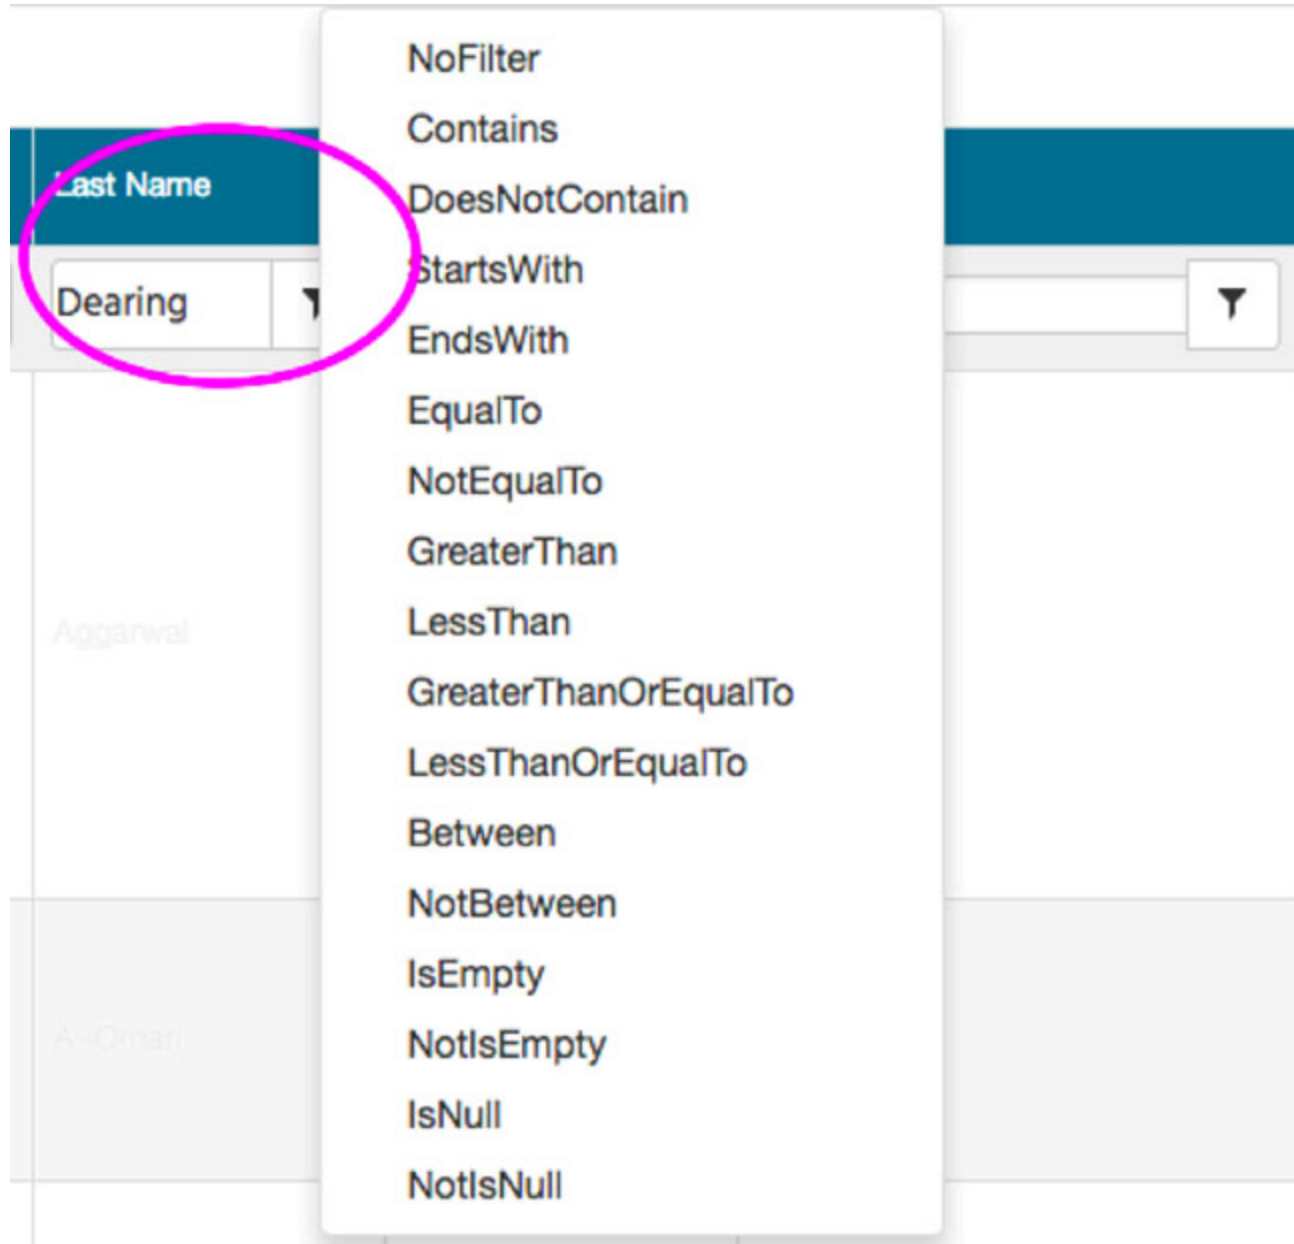 NoFilter
Contains
Last Name
DoesNotContain
StartsWith
Dearing
EndsWith
EqualTo
NotEqualTo
GreaterThan
LessThan
Aggarwal
GreaterThanOrEqualTo
LessThanOrEqualTo
Between
NotBetween
IsEmpty
NotIsEmpty
IsNull
NotIsNull